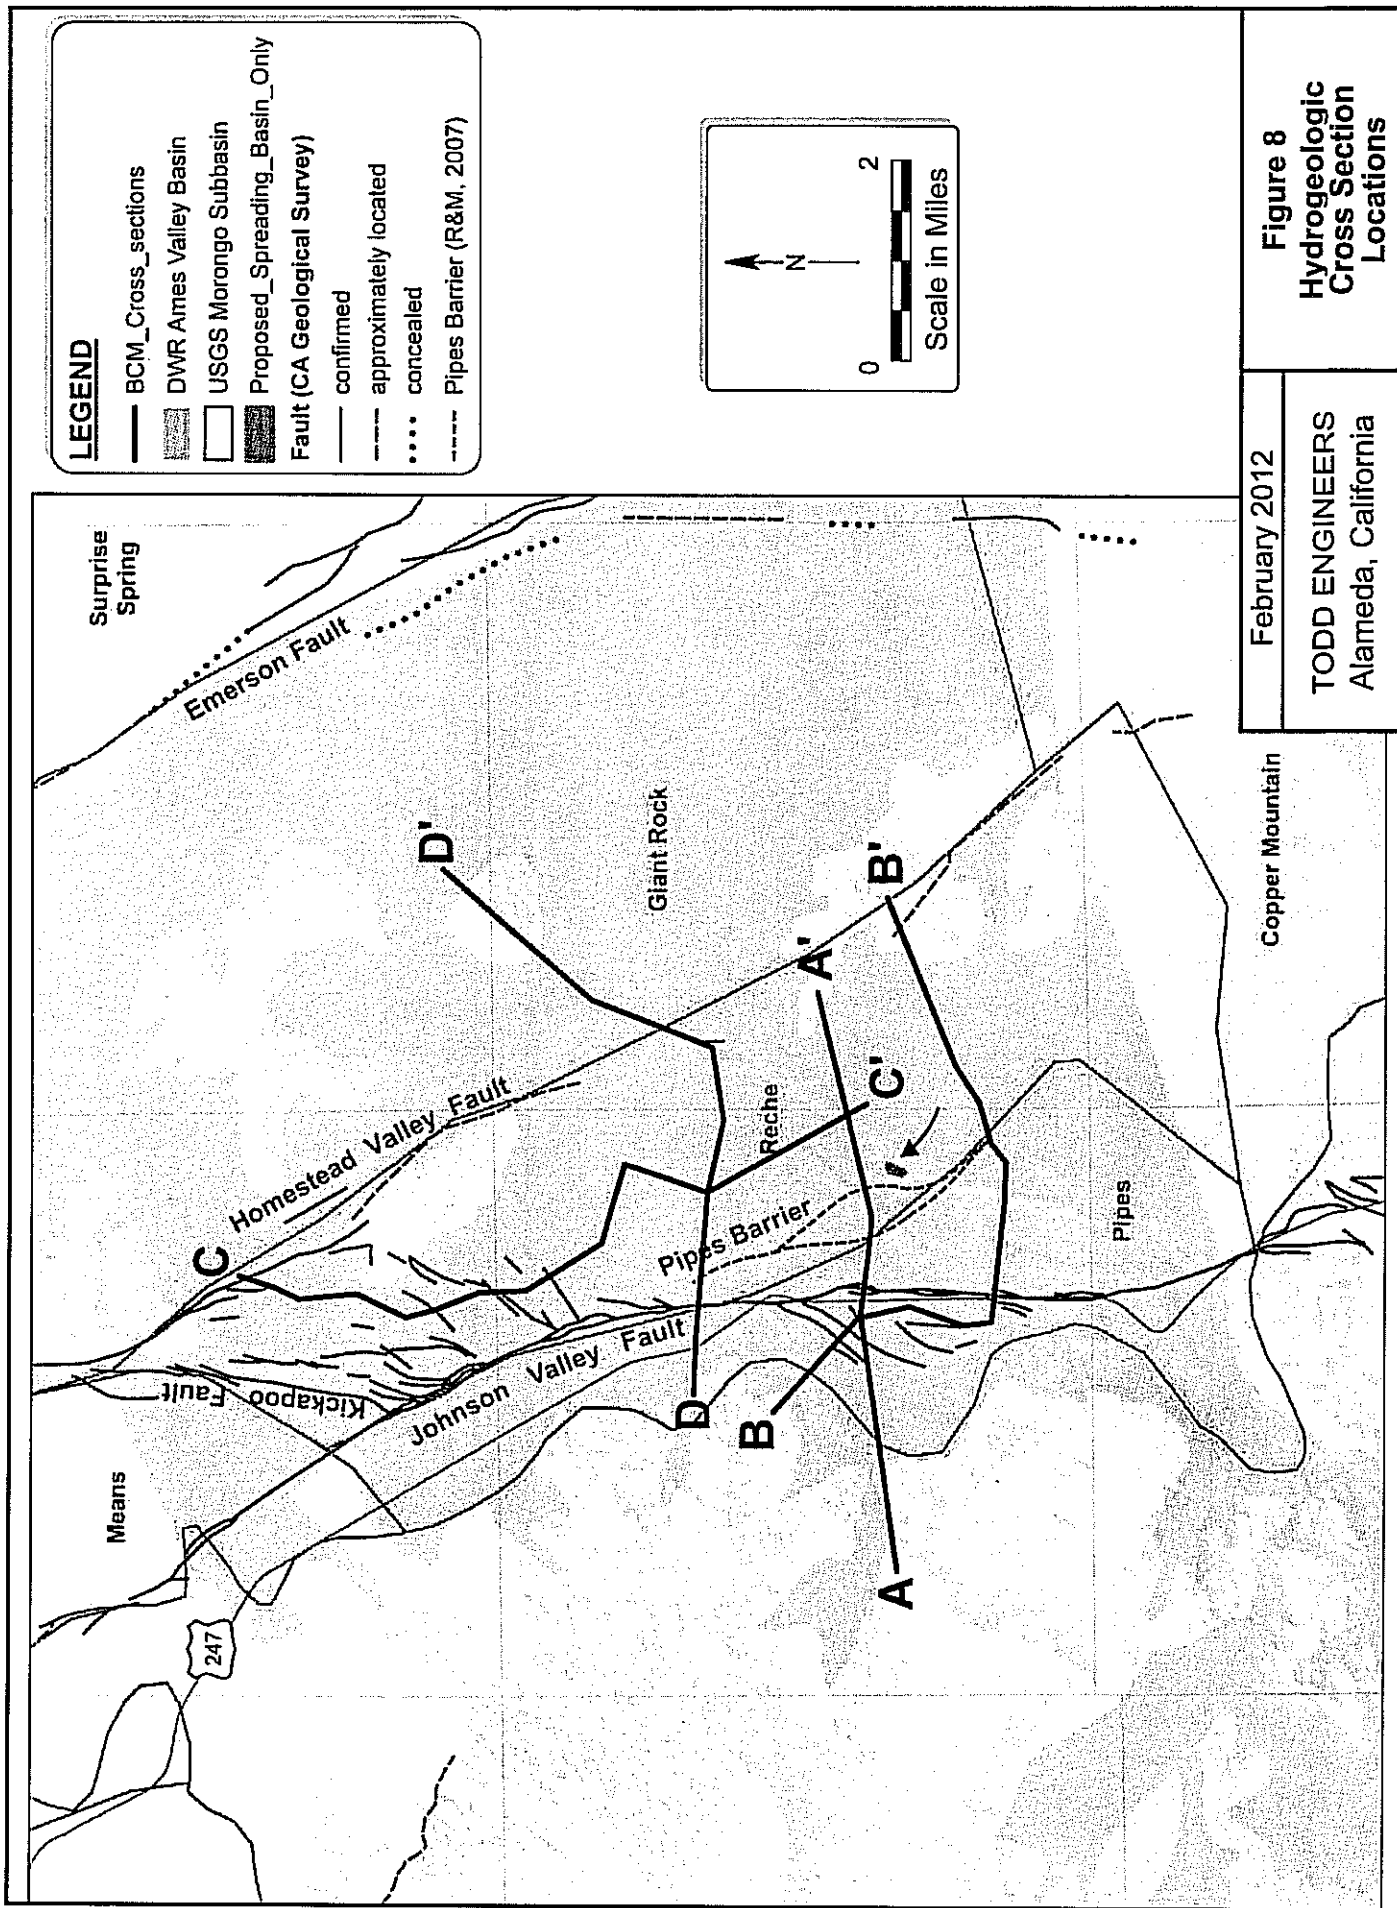 LEGEND
BCM_Cross_sections
DWR Ames Valley Basin
USGS Morongo Subbasin
Proposed_Spreading_Basin_Only
Fault (CA Geological Survey)
confirmed
approximately located
concealed
Pipes Barrier (R&M, 2007)
N
0
2
Scale in Miles
Surprise
Spring
Emerson Fault
Means
247
Kickapoo Fault
Johnson Valley Fault
Homestead Valley Fault
C
D'
Giant Rock
D
B
Pipes Barrier
Reche
A'
C'
B'
A
Pipes
Copper Mountain
February 2012
TODD ENGINEERS
Alameda, California
Figure 8
Hydrogeologic
Cross Section
Locations